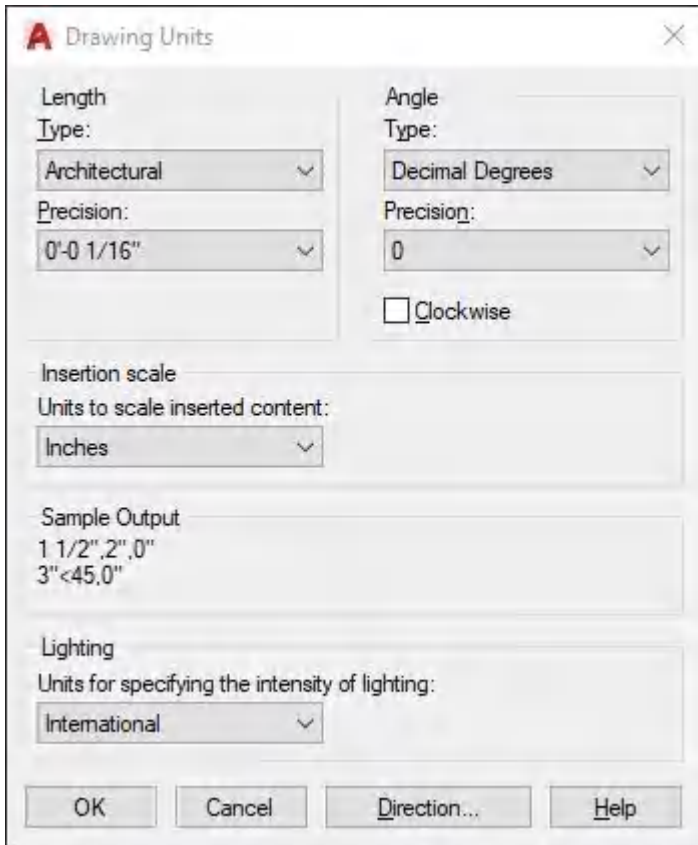 Drawing Units
Length
Type:
Architectural
Precision:
0'-0 1/16"
Angle
Type:
Decimal Degrees
Precision:
0
Clockwise
Insertion scale
Units to scale inserted content:
Inches
Sample Output
1 1/2",2",0"
3"<45,0"
Lighting
Units for specifying the intensity of lighting:
International
OK Cancel Direction... Help